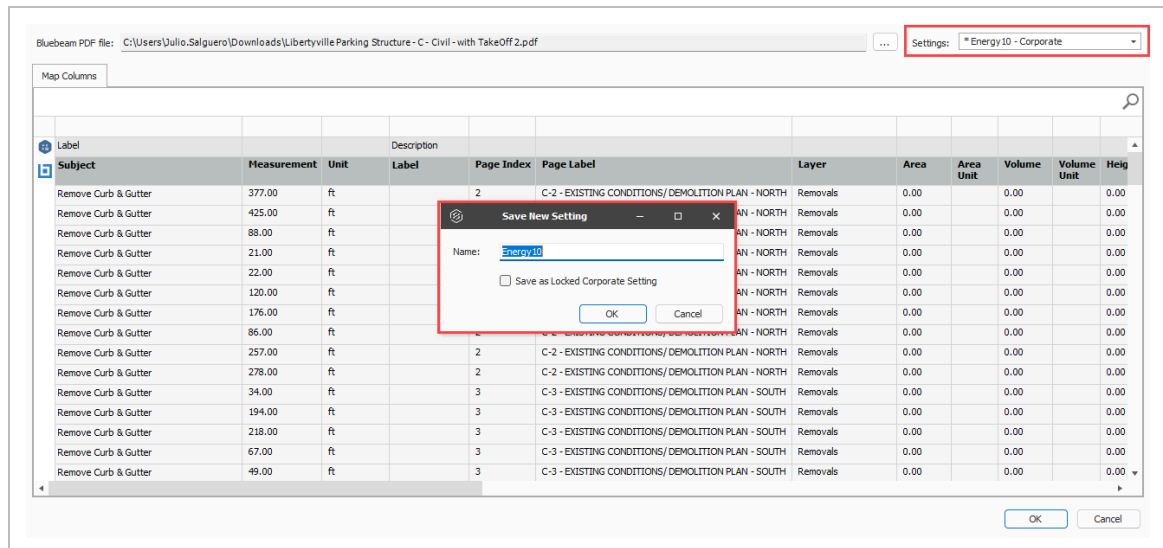 Bluebeam PDF file: C:\Users\Julio.Salguero\Downloads\Libertyville Parking Structure - C - Civil - with TakeOff 2.pdf ... Settings: * Energy10 - Corporate
Map Columns
Label Description
Subject Measurement Unit Label Page Index Page Label Layer Area Area Unit Volume Volume Unit Heig
Remove Curb & Gutter 377.00 ft 2 C-2 - EXISTING CONDITIONS/ DEMOLITION PLAN - NORTH Removals 0.00 0.00 0.00
Remove Curb & Gutter 425.00 ft AN - NORTH Removals 0.00 0.00 0.00
Remove Curb & Gutter 88.00 ft AN - NORTH Removals 0.00 0.00 0.00
Remove Curb & Gutter 21.00 ft AN - NORTH Removals 0.00 0.00 0.00
Remove Curb & Gutter 22.00 ft AN - NORTH Removals 0.00 0.00 0.00
Remove Curb & Gutter 120.00 ft AN - NORTH Removals 0.00 0.00 0.00
Remove Curb & Gutter 176.00 ft AN - NORTH Removals 0.00 0.00 0.00
Remove Curb & Gutter 86.00 ft AN - NORTH Removals 0.00 0.00 0.00
Remove Curb & Gutter 257.00 ft 2 C-2 - EXISTING CONDITIONS/ DEMOLITION PLAN - NORTH Removals 0.00 0.00 0.00
Remove Curb & Gutter 278.00 ft 2 C-2 - EXISTING CONDITIONS/ DEMOLITION PLAN - NORTH Removals 0.00 0.00 0.00
Remove Curb & Gutter 34.00 ft 3 C-3 - EXISTING CONDITIONS/ DEMOLITION PLAN - SOUTH Removals 0.00 0.00 0.00
Remove Curb & Gutter 194.00 ft 3 C-3 - EXISTING CONDITIONS/ DEMOLITION PLAN - SOUTH Removals 0.00 0.00 0.00
Remove Curb & Gutter 218.00 ft 3 C-3 - EXISTING CONDITIONS/ DEMOLITION PLAN - SOUTH Removals 0.00 0.00 0.00
Remove Curb & Gutter 67.00 ft 3 C-3 - EXISTING CONDITIONS/ DEMOLITION PLAN - SOUTH Removals 0.00 0.00 0.00
Remove Curb & Gutter 49.00 ft 3 C-3 - EXISTING CONDITIONS/ DEMOLITION PLAN - SOUTH Removals 0.00 0.00 0.00
Save New Setting
Name: Energy10
Save as Locked Corporate Setting
OK Cancel
OK Cancel